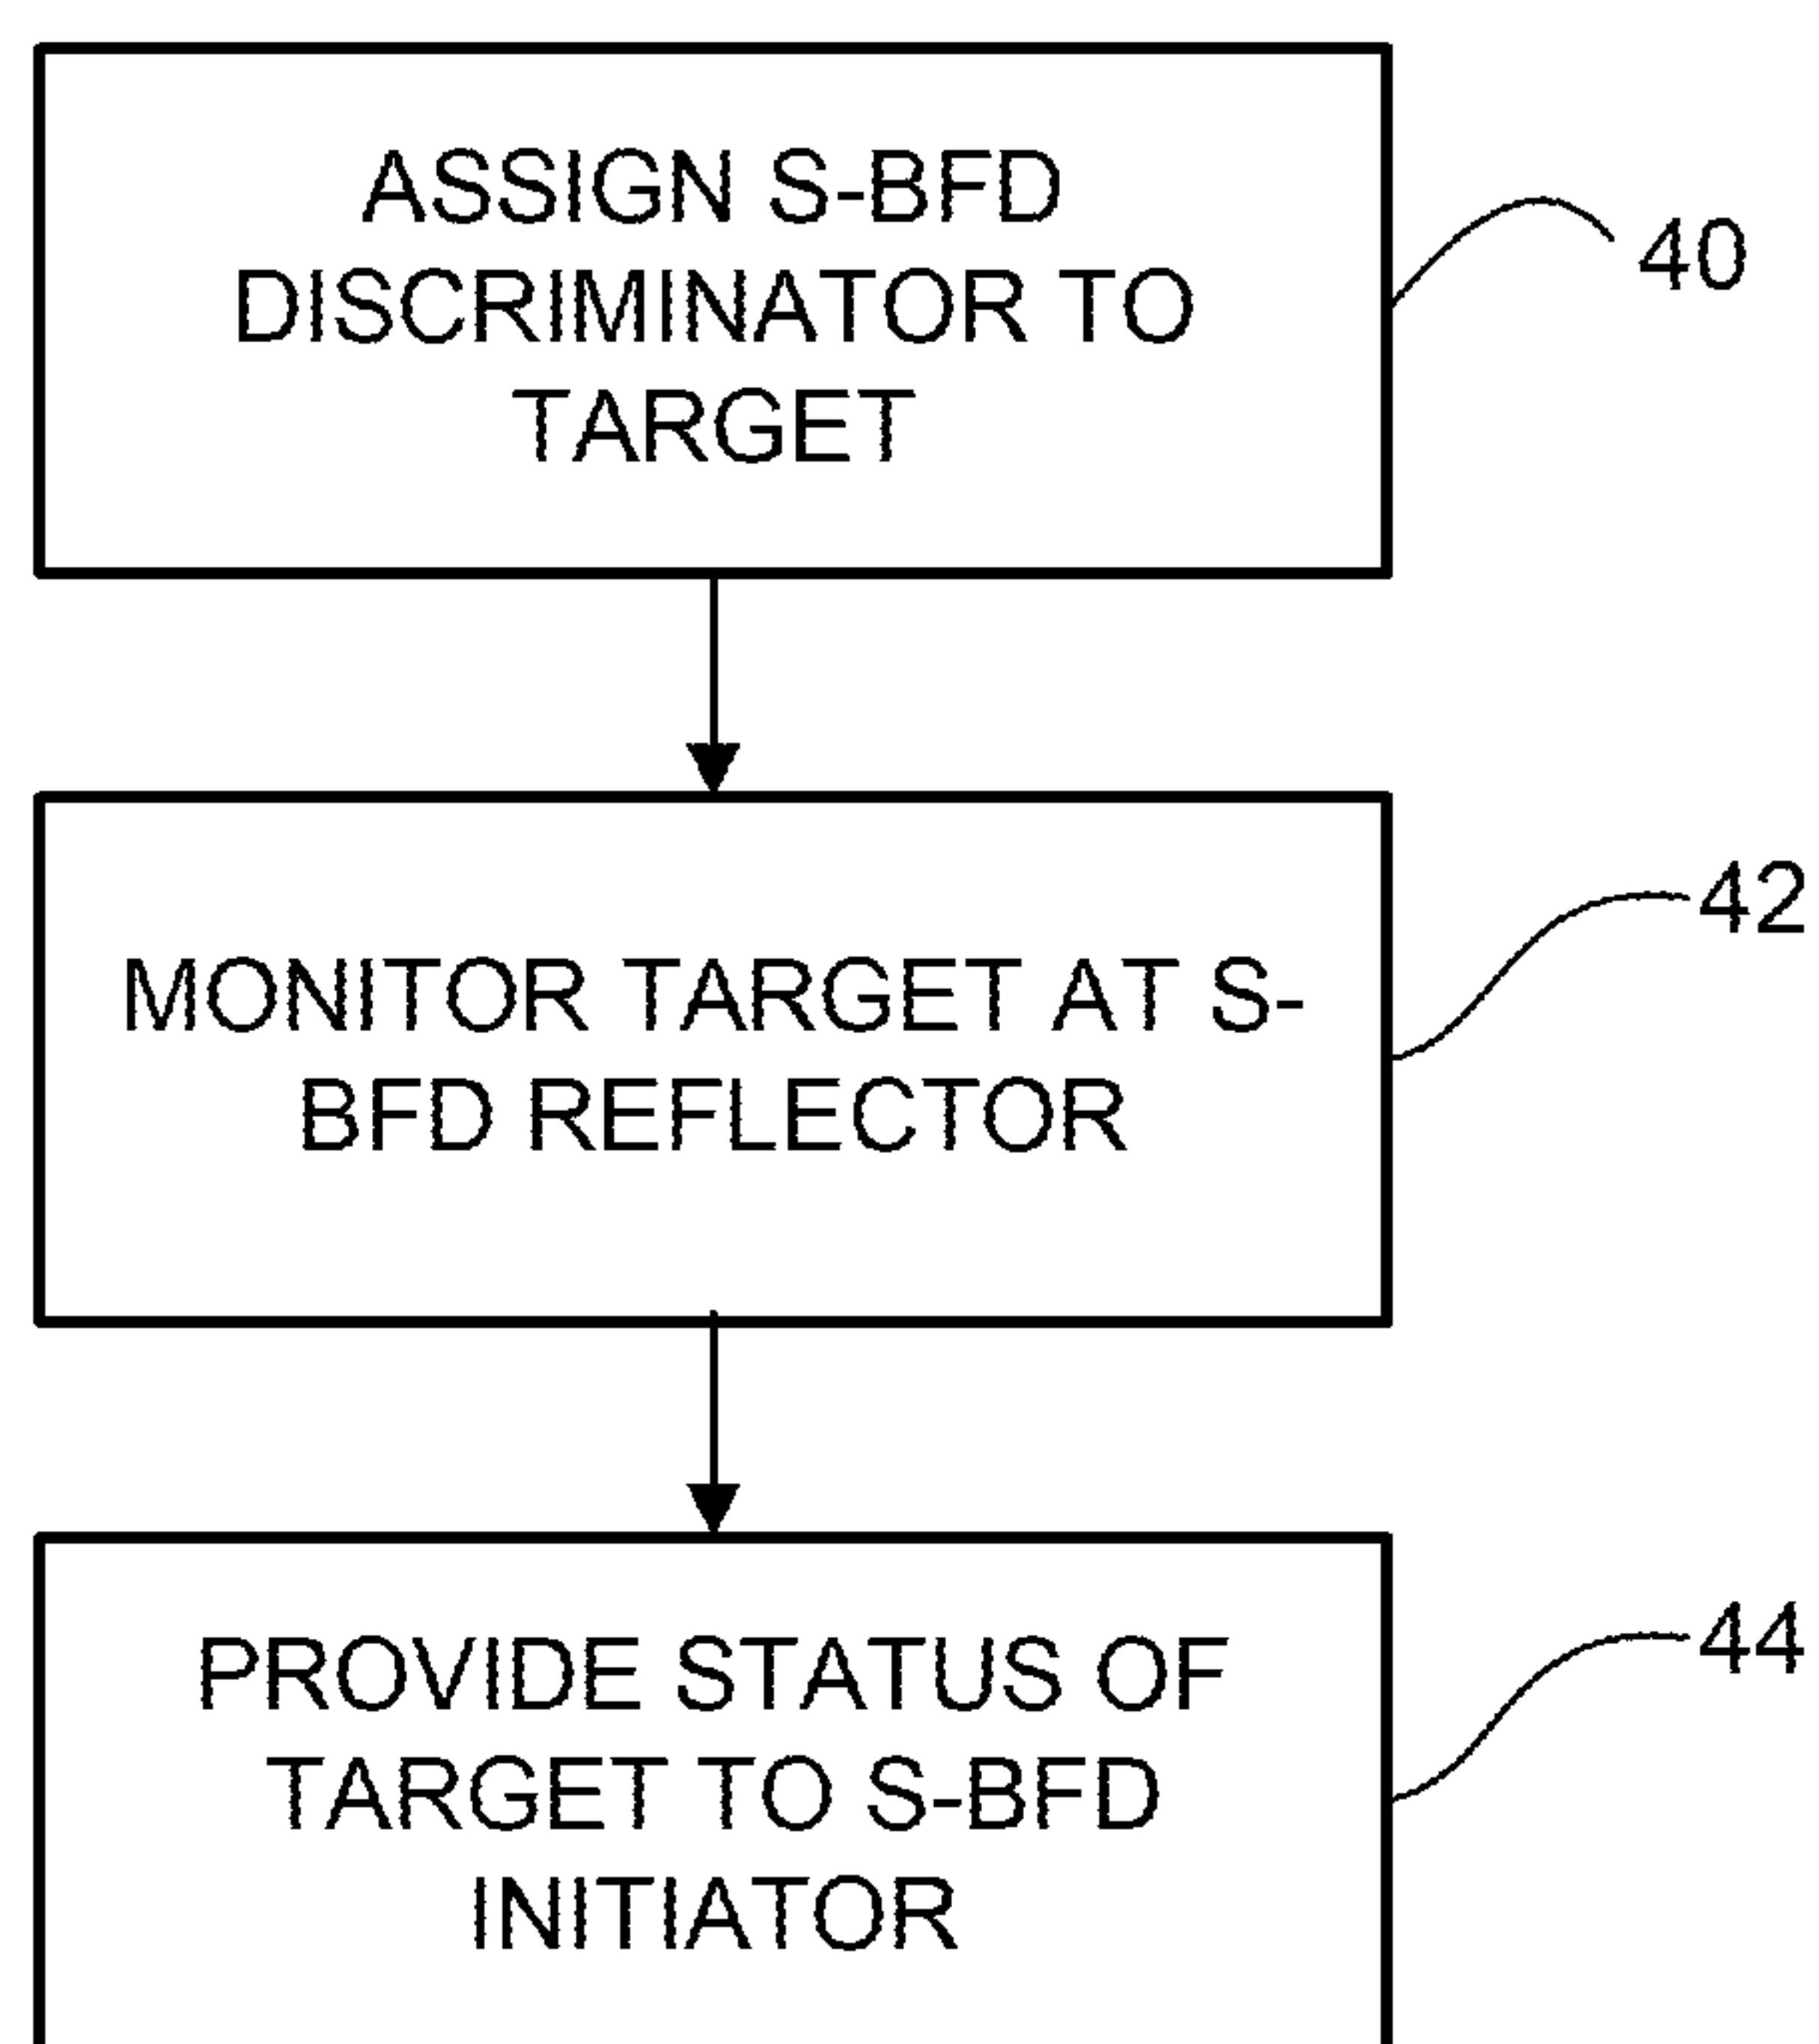 ASSIGN S-BFD
DISCRIMINATOR TO
TARGET
40
MONITOR TARGET AT S-
BFD REFLECTOR
42
PROVIDE STATUS OF
TARGET TO S-BFD
INITIATOR
44